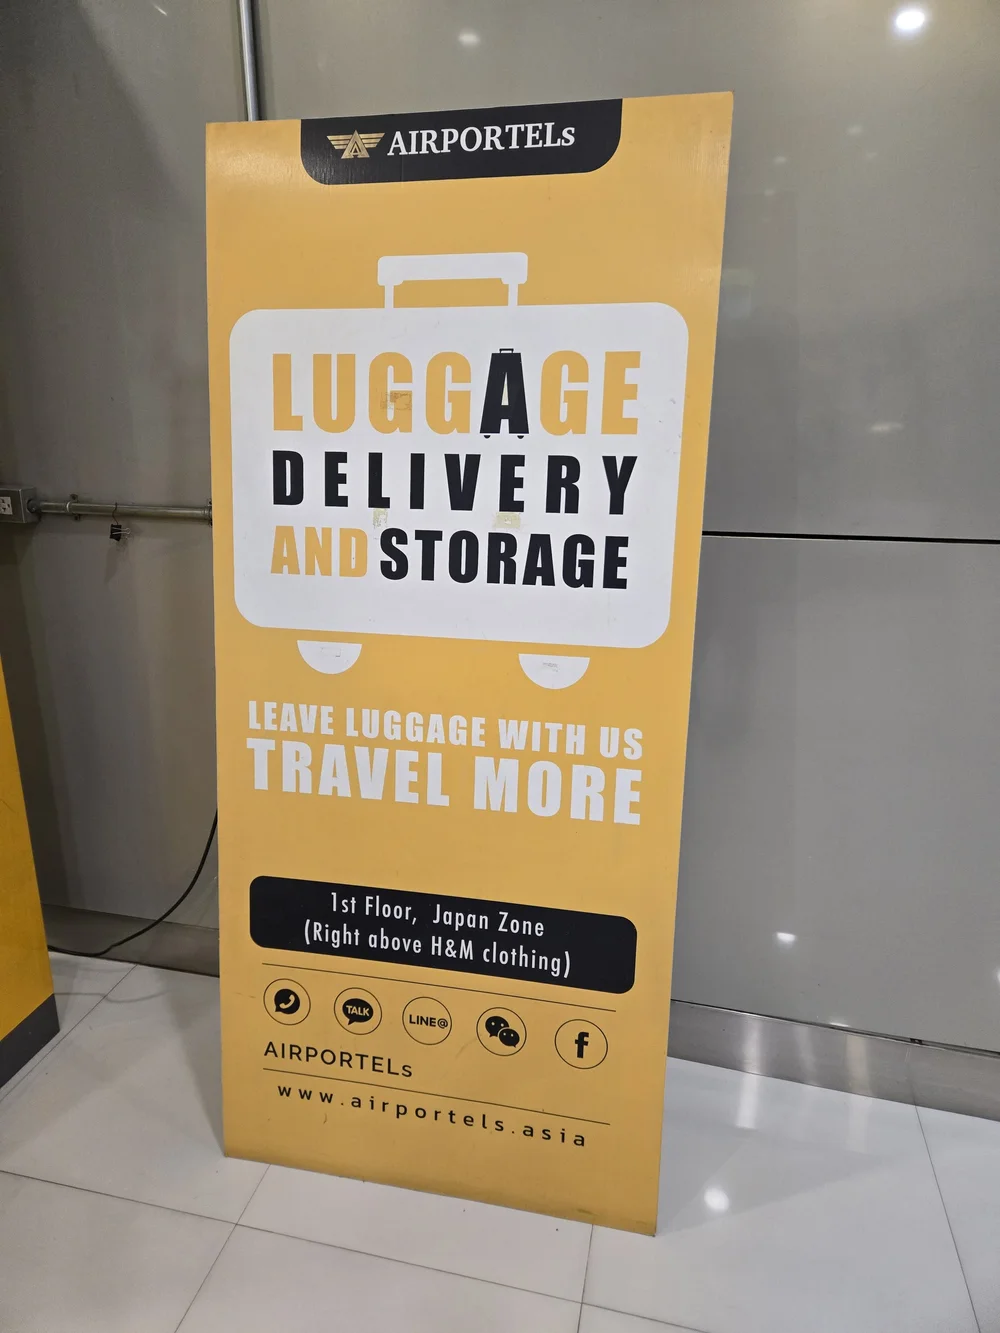 AIRPORTELs
LUGGAGE
DELIVERY
AND STORAGE
LEAVE LUGGAGE WITH US
TRAVEL MORE
1st Floor, Japan Zone
(Right above H&M clothing)
TALK
LINE@
f
AIRPORTELs
www.airportels.asia